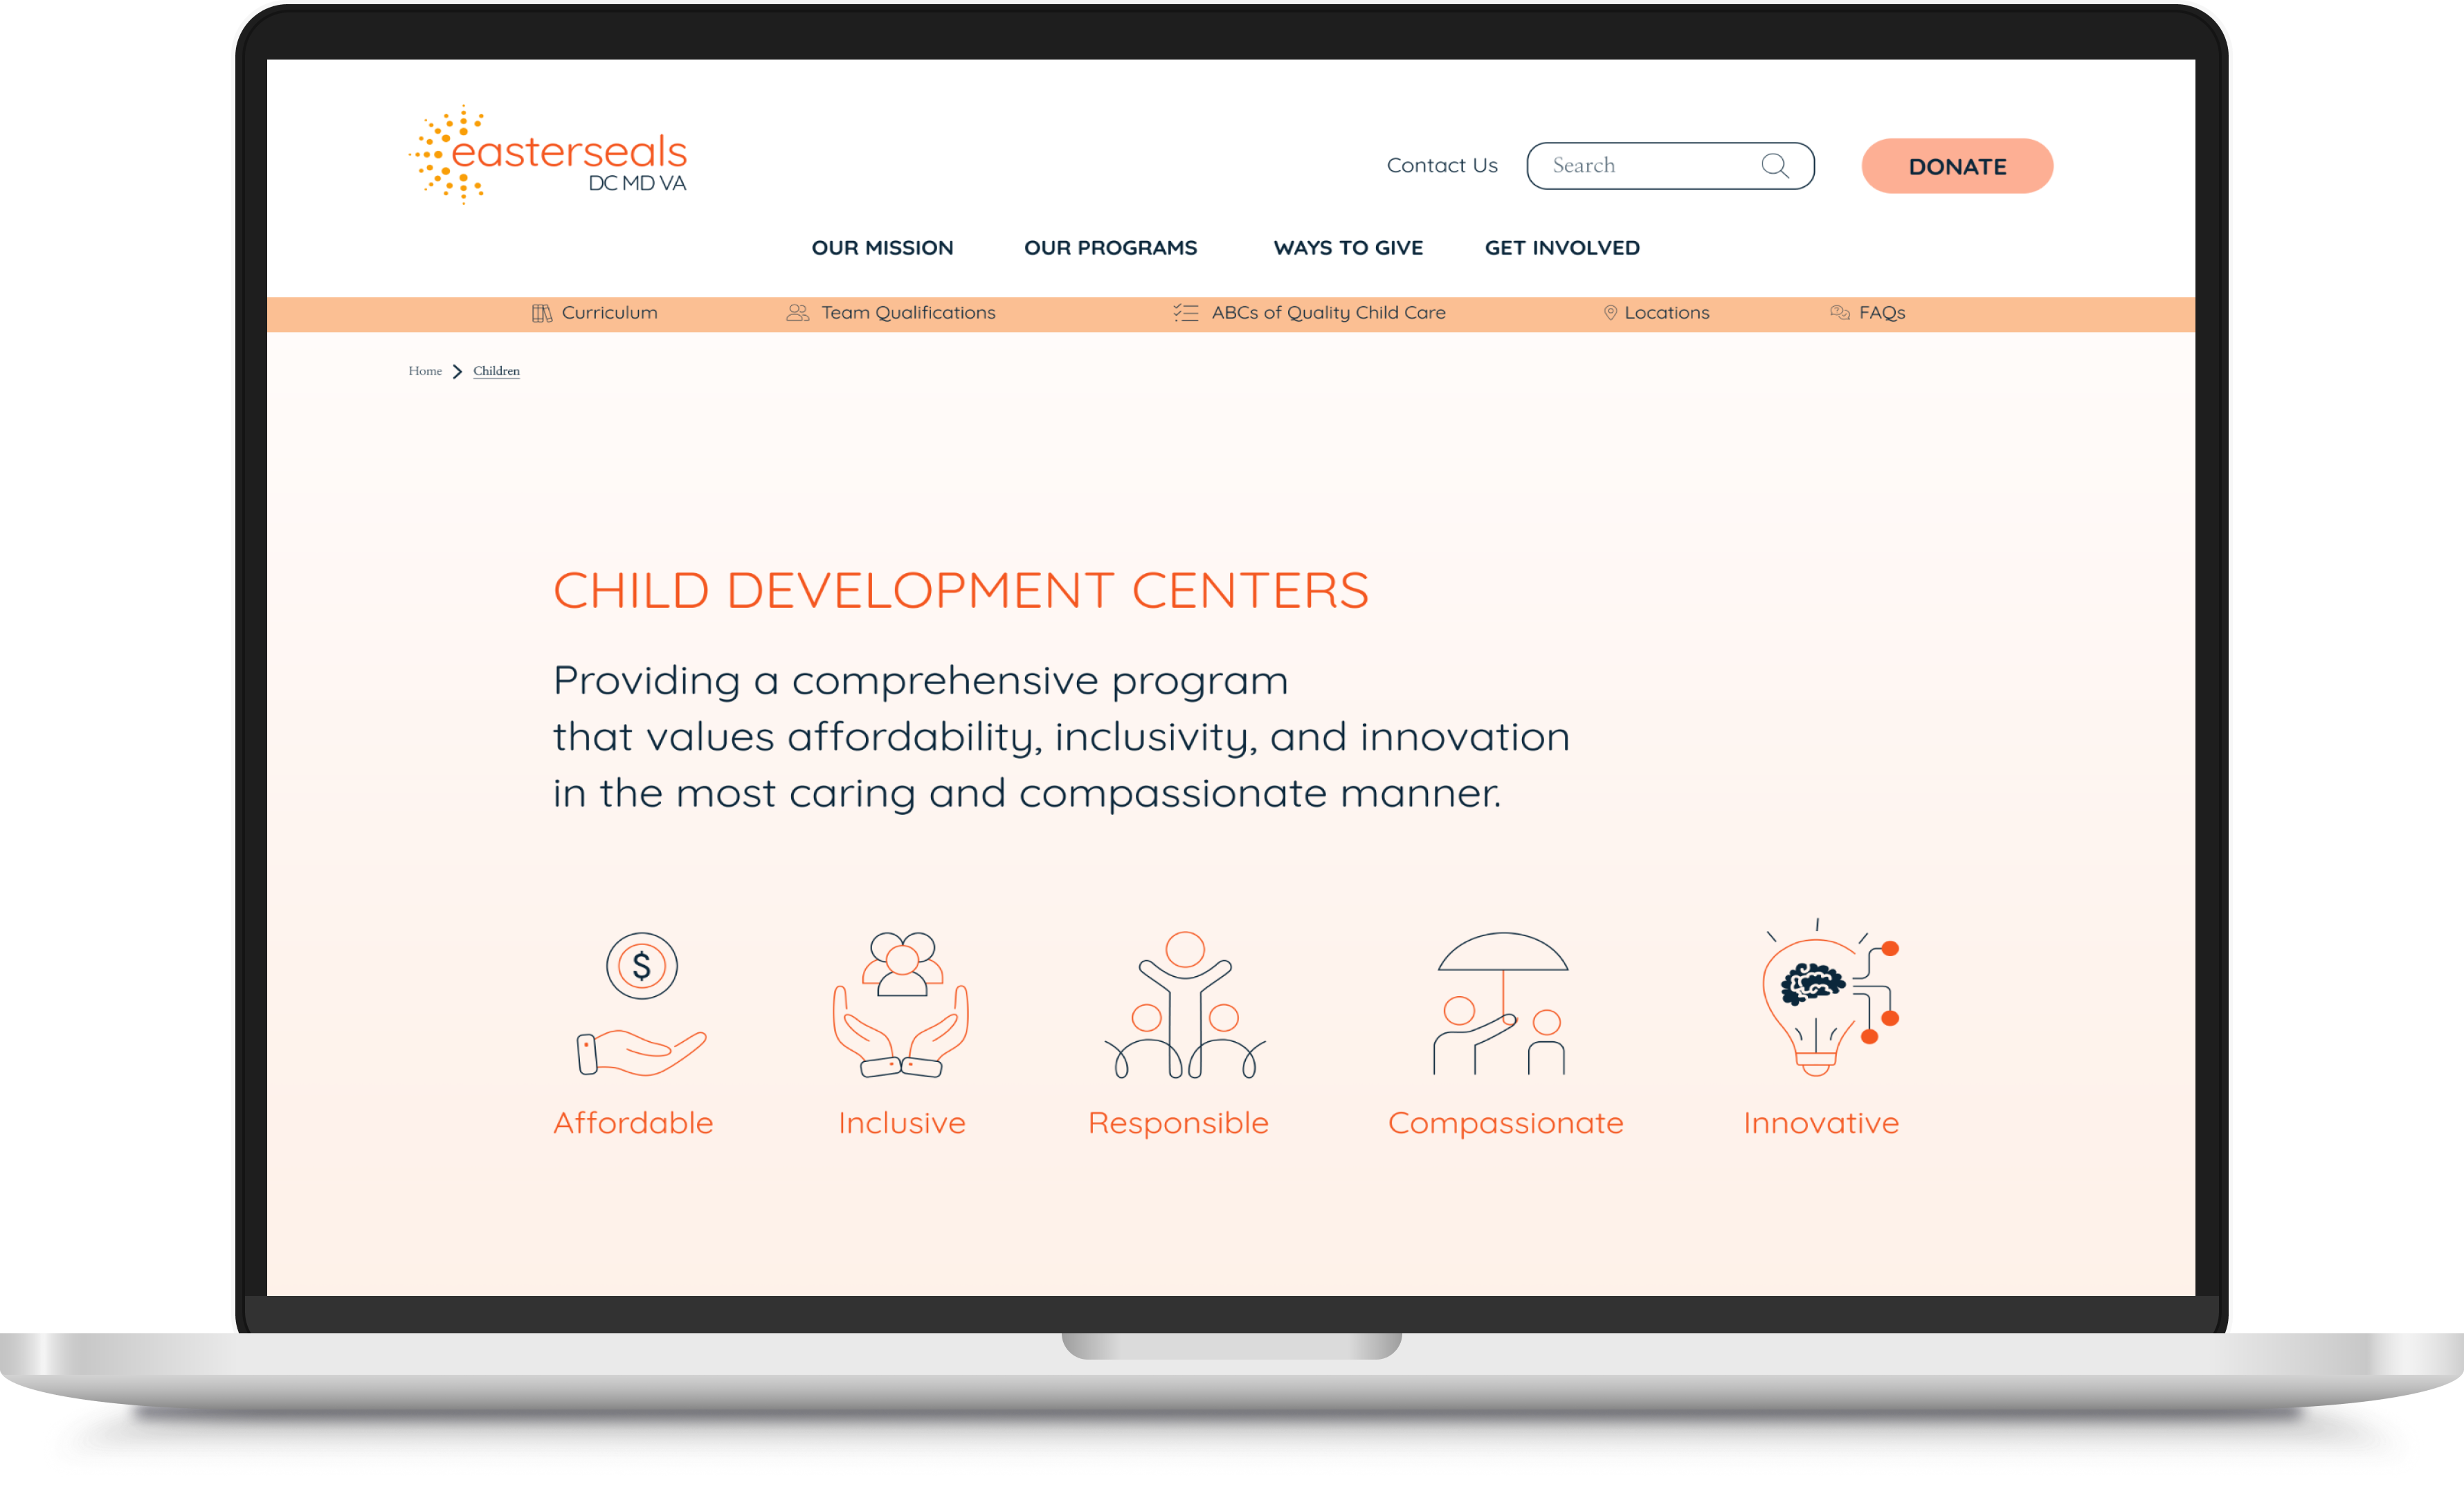 easterseals
DC MD VA
Contact Us
Search
DONATE
OUR MISSION
OUR PROGRAMS
WAYS TO GIVE
GET INVOLVED
Curriculum
Team Qualifications
ABCs of Quality Child Care
Locations
FAQs
Home > Children
CHILD DEVELOPMENT CENTERS
Providing a comprehensive program
that values affordability, inclusivity, and innovation
in the most caring and compassionate manner.
$
Affordable
Inclusive
Responsible
Compassionate
Innovative